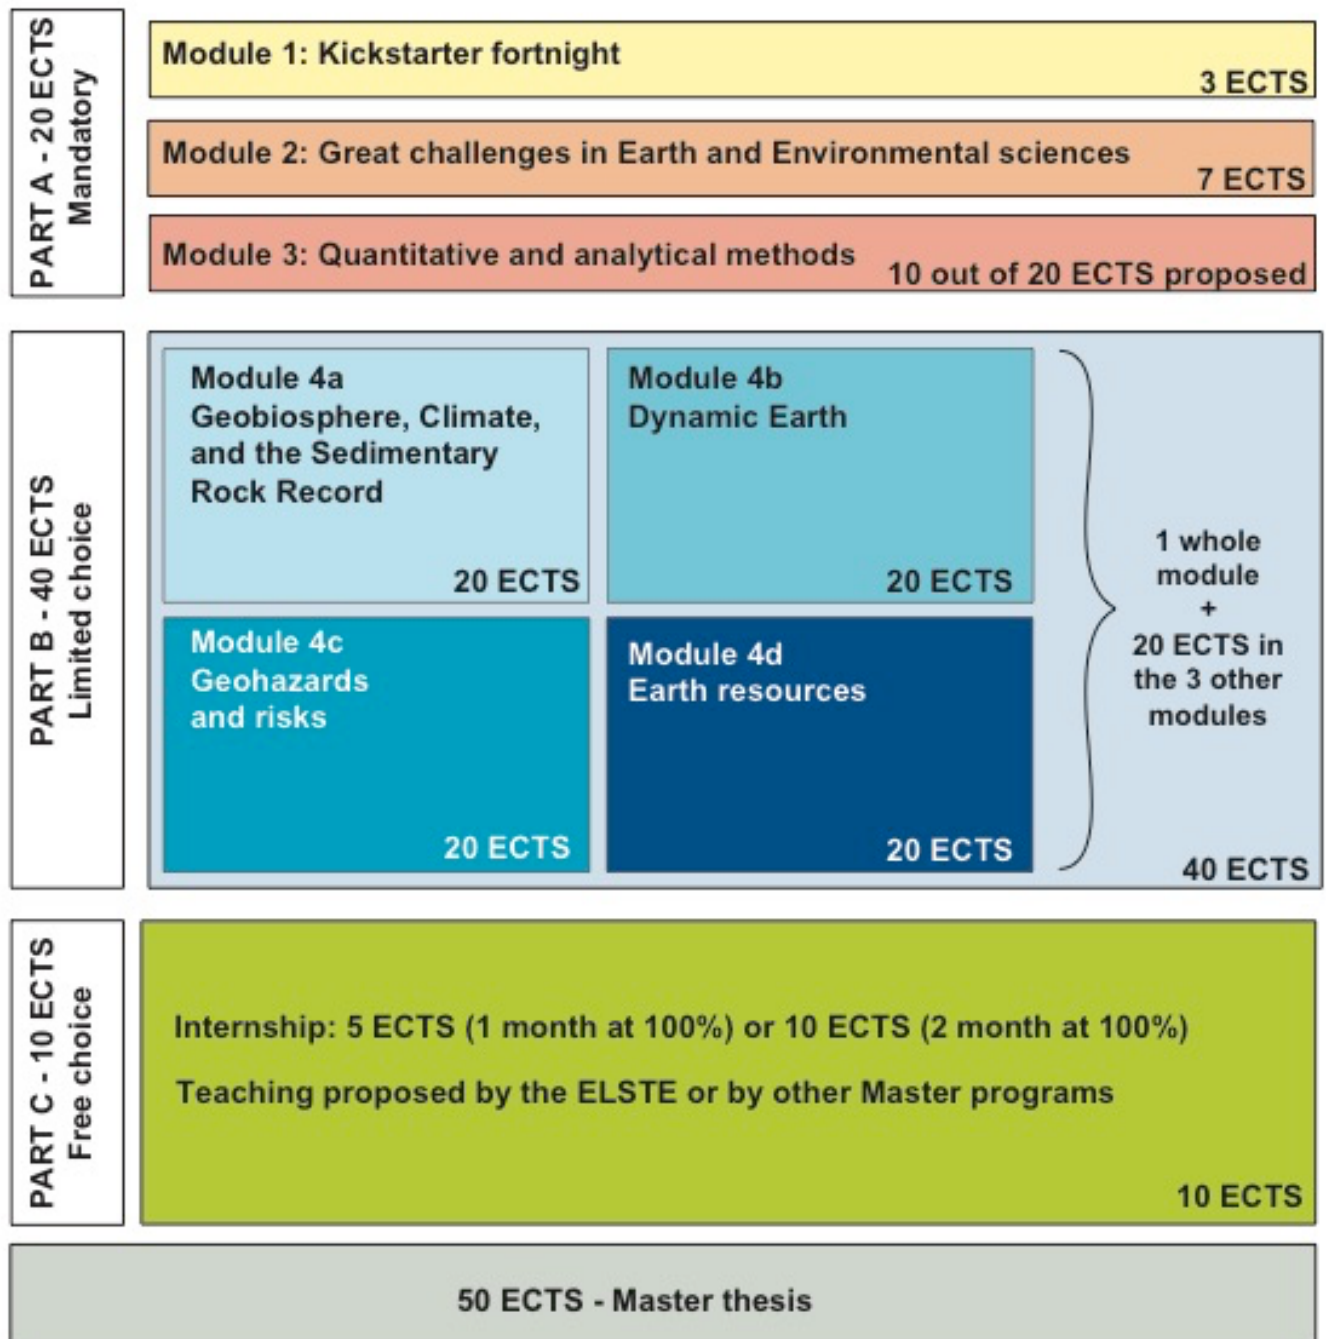 PART A - 20 ECTS
Mandatory
Module 1: Kickstarter fortnight
3 ECTS
Module 2: Great challenges in Earth and Environmental sciences
7 ECTS
Module 3: Quantitative and analytical methods
10 out of 20 ECTS proposed
PART B - 40 ECTS
Limited choice
Module 4a
Geobiosphere, Climate,
and the Sedimentary
Rock Record
20 ECTS
Module 4b
Dynamic Earth
20 ECTS
Module 4c
Geohazards
and risks
20 ECTS
Module 4d
Earth resources
20 ECTS
1 whole
module
+
20 ECTS in
the 3 other
modules
40 ECTS
PART C - 10 ECTS
Free choice
Internship: 5 ECTS (1 month at 100%) or 10 ECTS (2 month at 100%)
Teaching proposed by the ELSTE or by other Master programs
10 ECTS
50 ECTS - Master thesis